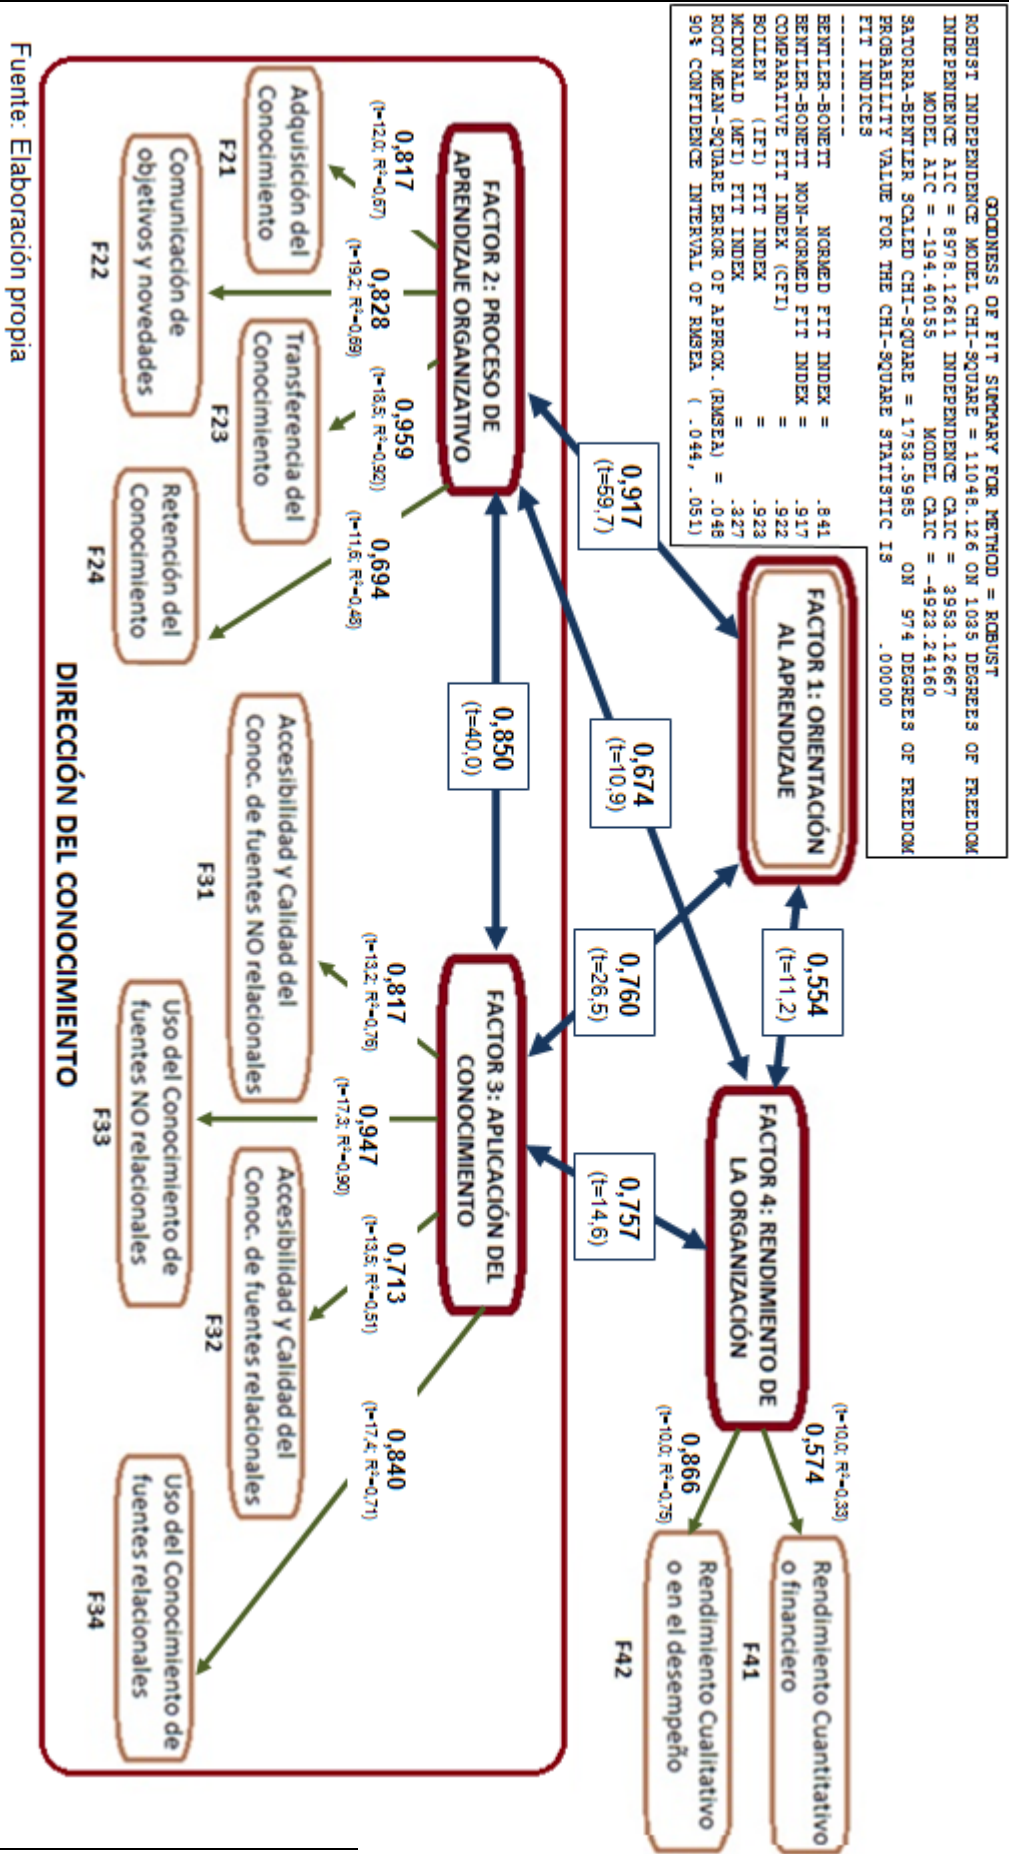 GOODNESS OF FIT SUMMARY FOR METHOD = ROBUST
ROBUST INDEPENDENCE MODEL CHI-SQUARE = 11048.126 ON 1035 DEGREES OF FREEDOM
INDEPENDENCE AIC = 8978.12611 INDEPENDENCE CAIC = 3953.12667
MODEL AIC = -194.40155 MODEL CAIC = -4923.24160
SATORRA-BENTLER SCALED CHI-SQUARE = 1753.5985 ON 974 DEGREES OF FREEDOM
PROBABILITY VALUE FOR THE CHI-SQUARE STATISTIC IS .00000
FIT INDICES
-----------
BENTLER-BONETT NORMED FIT INDEX = .841
BENTLER-BONETT NON-NORMED FIT INDEX = .917
COMPARATIVE FIT INDEX (CFI) = .922
BOLLEN (IFI) FIT INDEX = .923
MCDONALD (MFI) FIT INDEX = .327
ROOT MEAN-SQUARE ERROR OF APPROX.(RMSEA) = .048
90% CONFIDENCE INTERVAL OF RMSEA ( .044, .051)
FACTOR 1: ORIENTACIÓN
AL APRENDIZAJE
0,554
(t=11,2)
FACTOR 4: RENDIMIENTO DE
LA ORGANIZACIÓN
(t=10,0; R²=0,33)
0,574
0,866
(t=10,0; R²=0,75)
Rendimiento Cuantitativo
o financiero
F41
Rendimiento Cualitativo
o en el desempeño
F42
0,917
(t=59,7)
0,674
(t=10,9)
0,760
(t=26,5)
0,757
(t=14,6)
FACTOR 2: PROCESO DE
APRENDIZAJE ORGANIZATIVO
0,850
(t=40,0)
FACTOR 3: APLICACIÓN DEL
CONOCIMIENTO
0,817
(t=12,0; R²=0,67)
0,828
(t=19,2; R²=0,69)
0,959
(t=18,5; R²=0,92))
0,694
(t=11,6; R²=0,48)
0,817
(t=13,2; R²=0,76)
0,947
(t=17,3; R²=0,90)
0,713
(t=13,5; R²=0,51)
0,840
(t=17,4; R²=0,71)
Adquisición del
Conocimiento
F21
Transferencia del
Conocimiento
F23
Accesibilidad y Calidad del
Conoc. de fuentes NO relacionales
F31
Accesibilidad y Calidad del
Conoc. de fuentes relacionales
F32
Comunicación de
objetivos y novedades
F22
Retención del
Conocimiento
F24
Uso del Conocimiento de
fuentes NO relacionales
F33
Uso del Conocimiento de
fuentes relacionales
F34
DIRECCIÓN DEL CONOCIMIENTO
Fuente: Elaboración propia